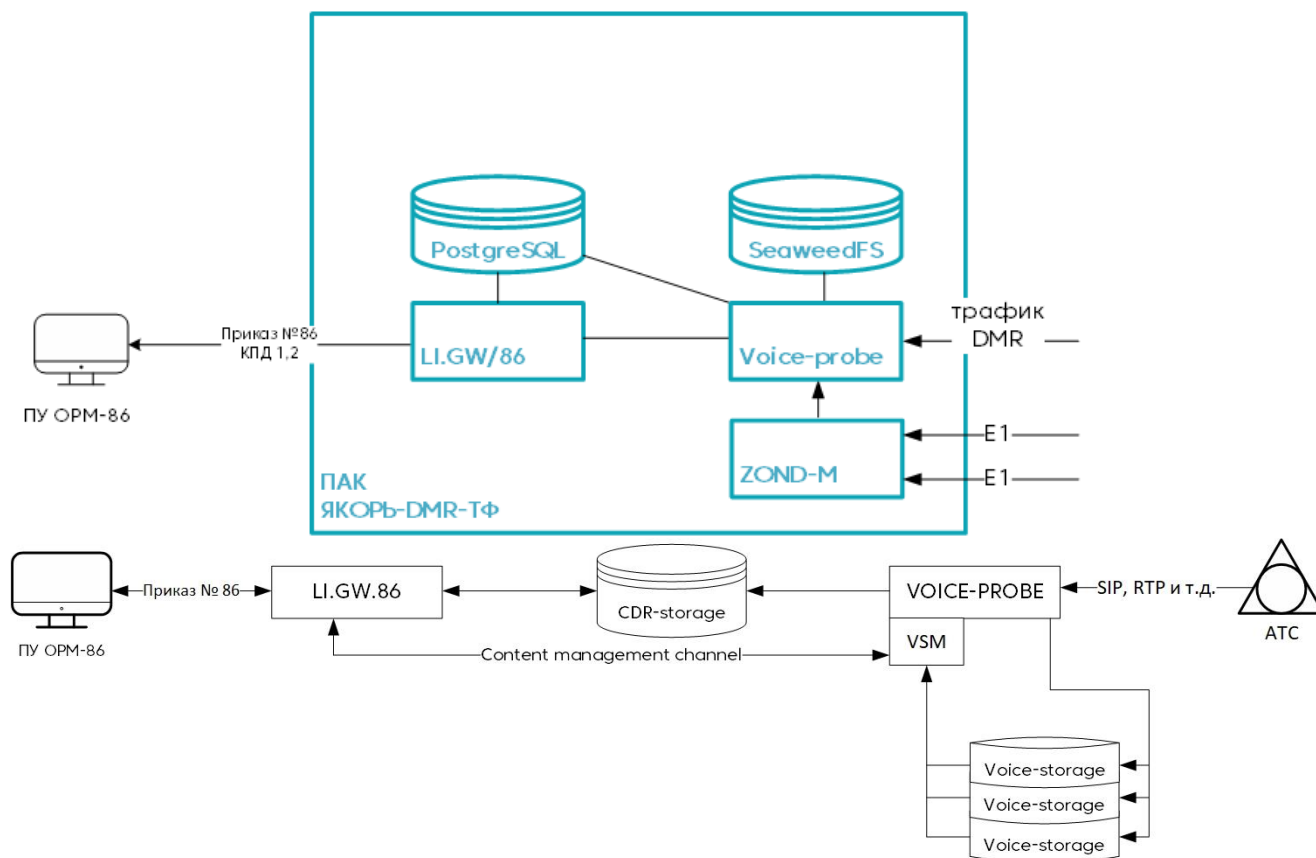 PostgreSQL
SeaweedFS
трафик
DMR
Приказ №86
КПД 1,2
LI.GW/86
Voice-probe
ПУ ОРМ-86
E1
ZOND-M
E1
ПАК
ЯКОРЬ-DMR-ТФ
Приказ № 86
LI.GW.86
CDR-storage
VOICE-PROBE
SIP, RTP и т.д.
АТС
ПУ ОРМ-86
Content management channel
VSM
Voice-storage
Voice-storage
Voice-storage